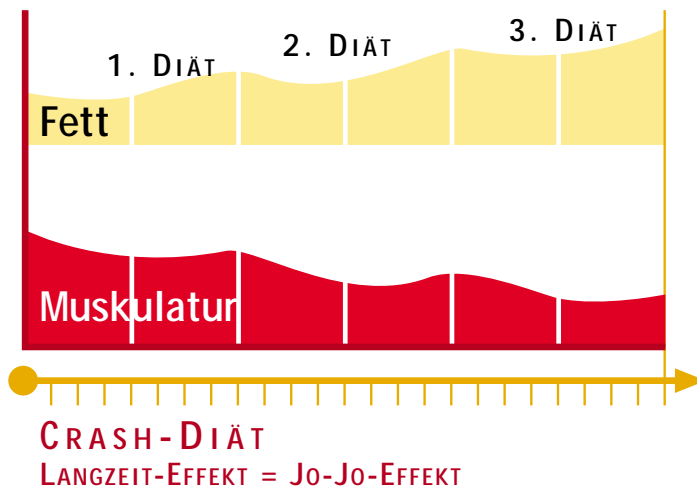 1. DIÄT
2. DIÄT
3. DIÄT
Fett
Muskulatur
CRASH-DIÄT
LANGZEIT-EFFEKT = JO-JO-EFFEKT